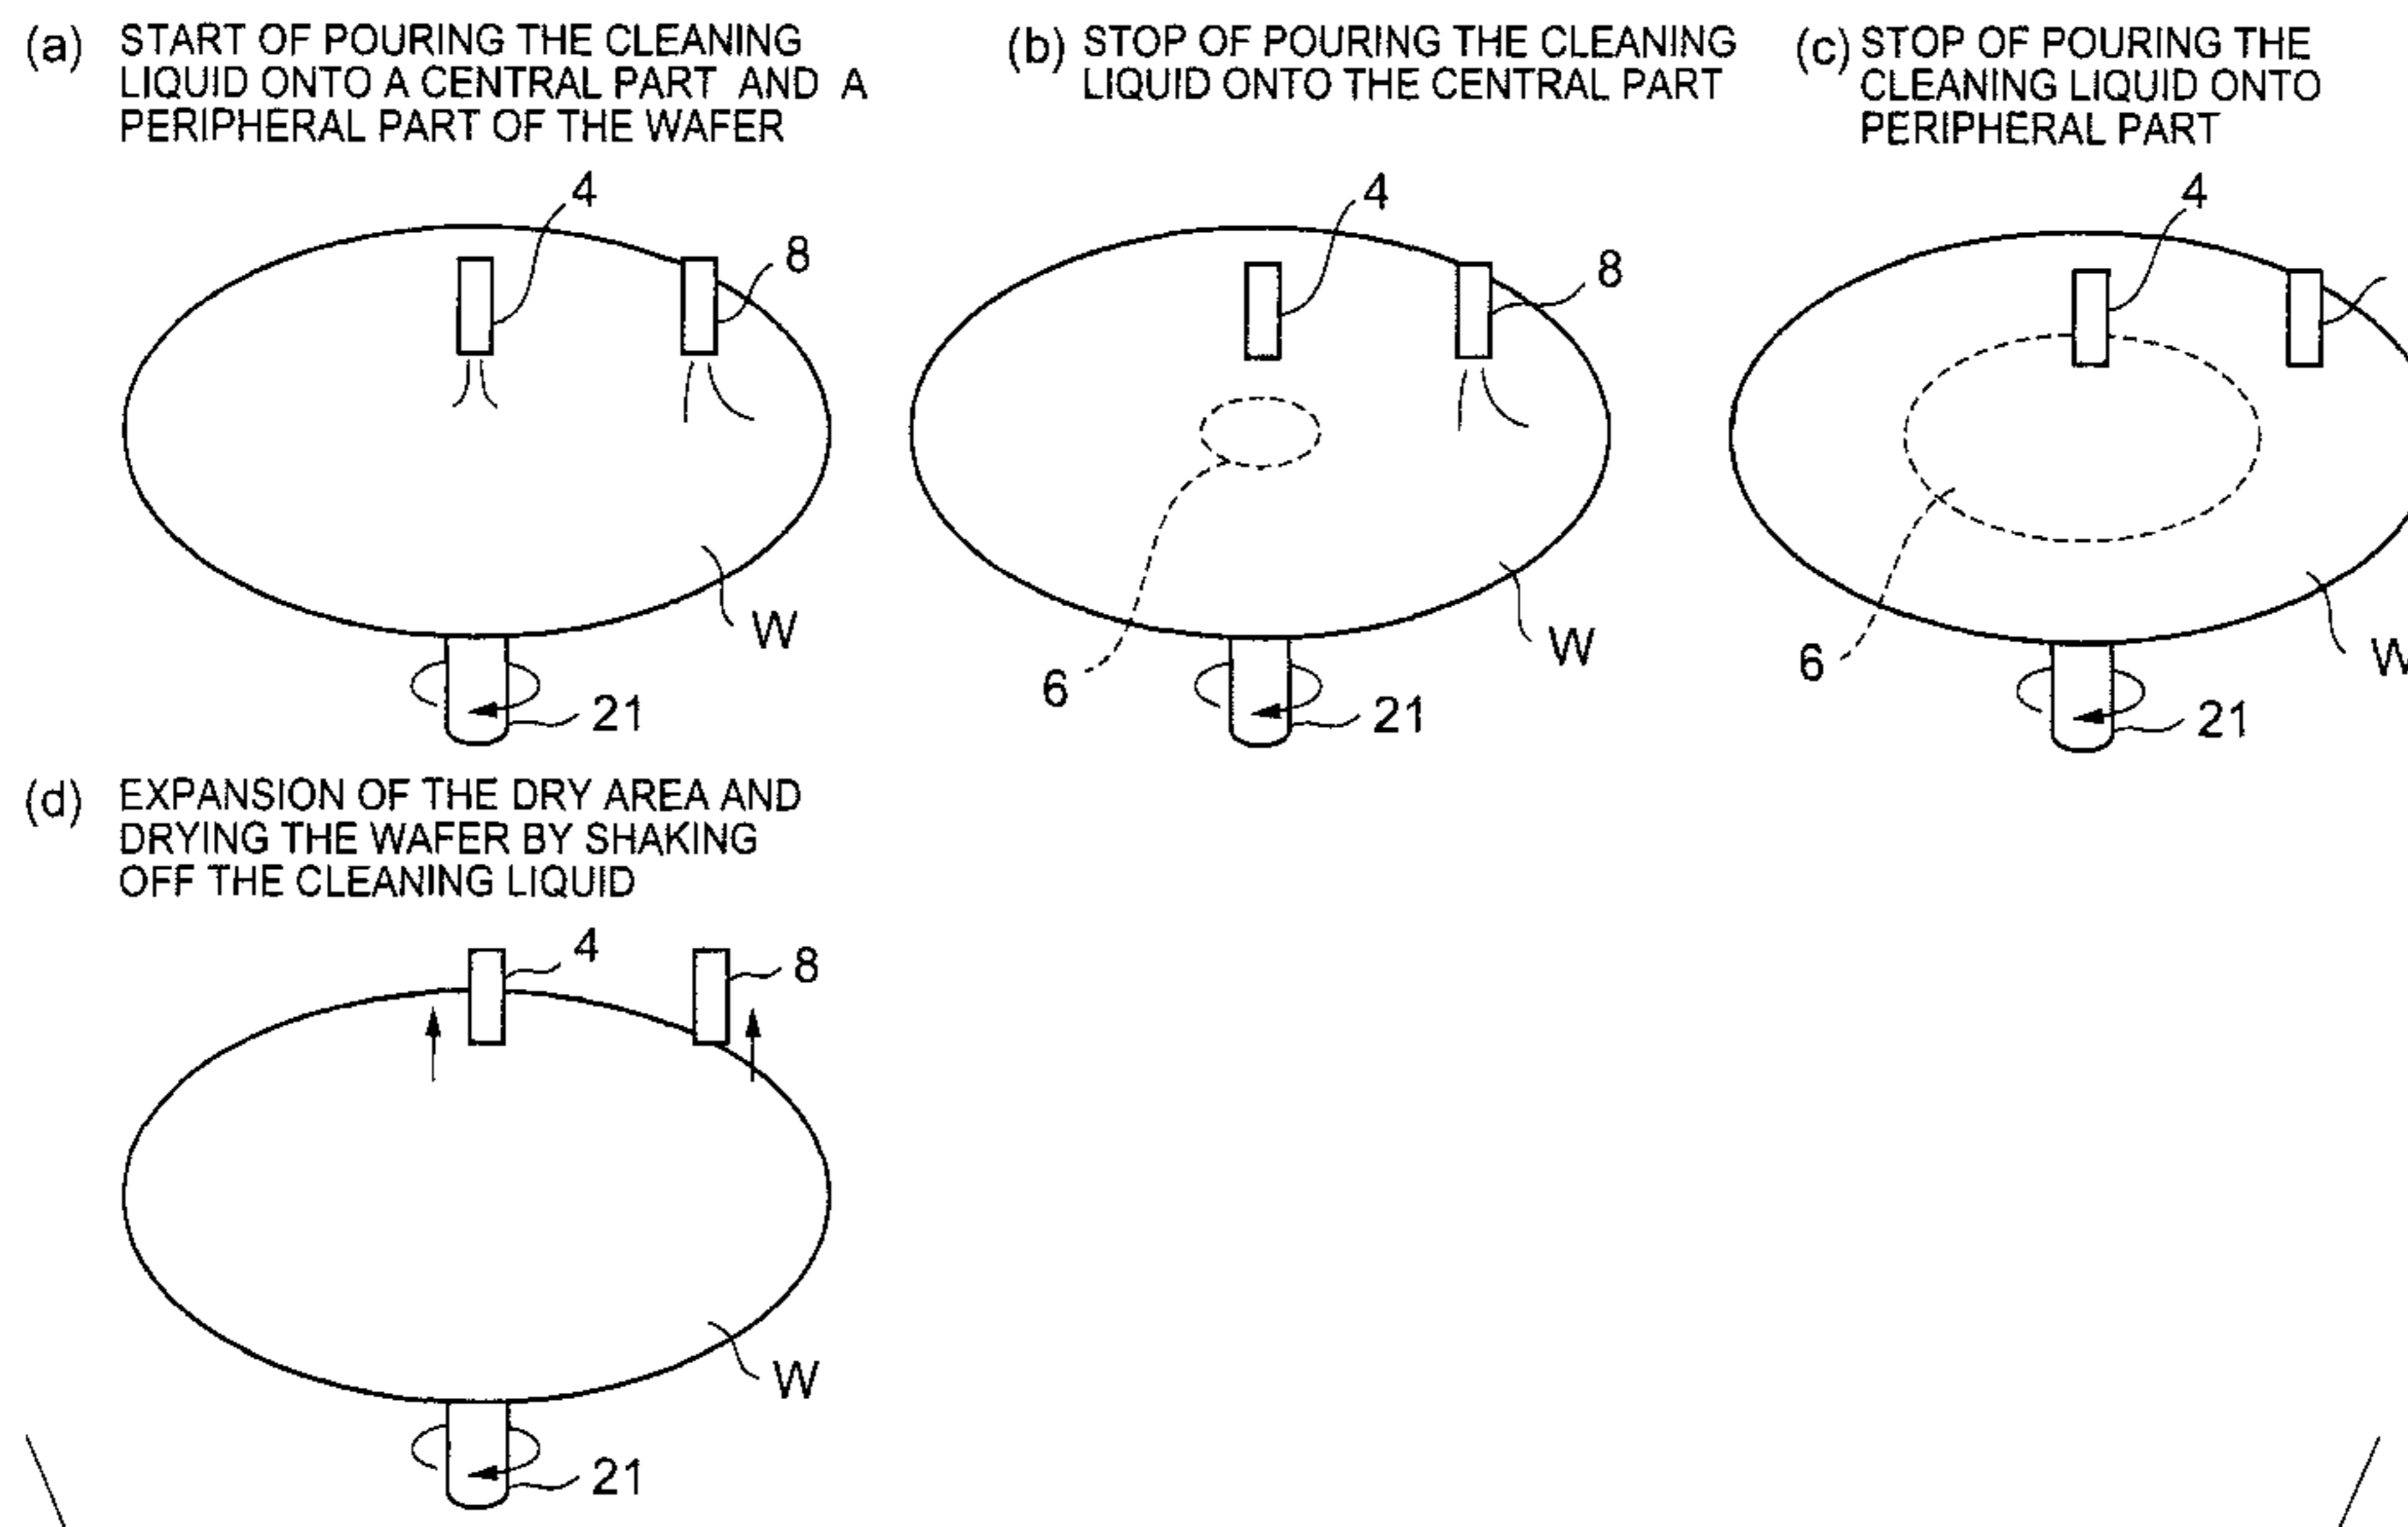 (a) START OF POURING THE CLEANING
LIQUID ONTO A CENTRAL PART AND A
PERIPHERAL PART OF THE WAFER
4
8
W
21
(b) STOP OF POURING THE CLEANING
LIQUID ONTO THE CENTRAL PART
4
8
6
W
21
(c) STOP OF POURING THE
CLEANING LIQUID ONTO
PERIPHERAL PART
4
6
W
21
(d) EXPANSION OF THE DRY AREA AND
DRYING THE WAFER BY SHAKING
OFF THE CLEANING LIQUID
4
8
W
21